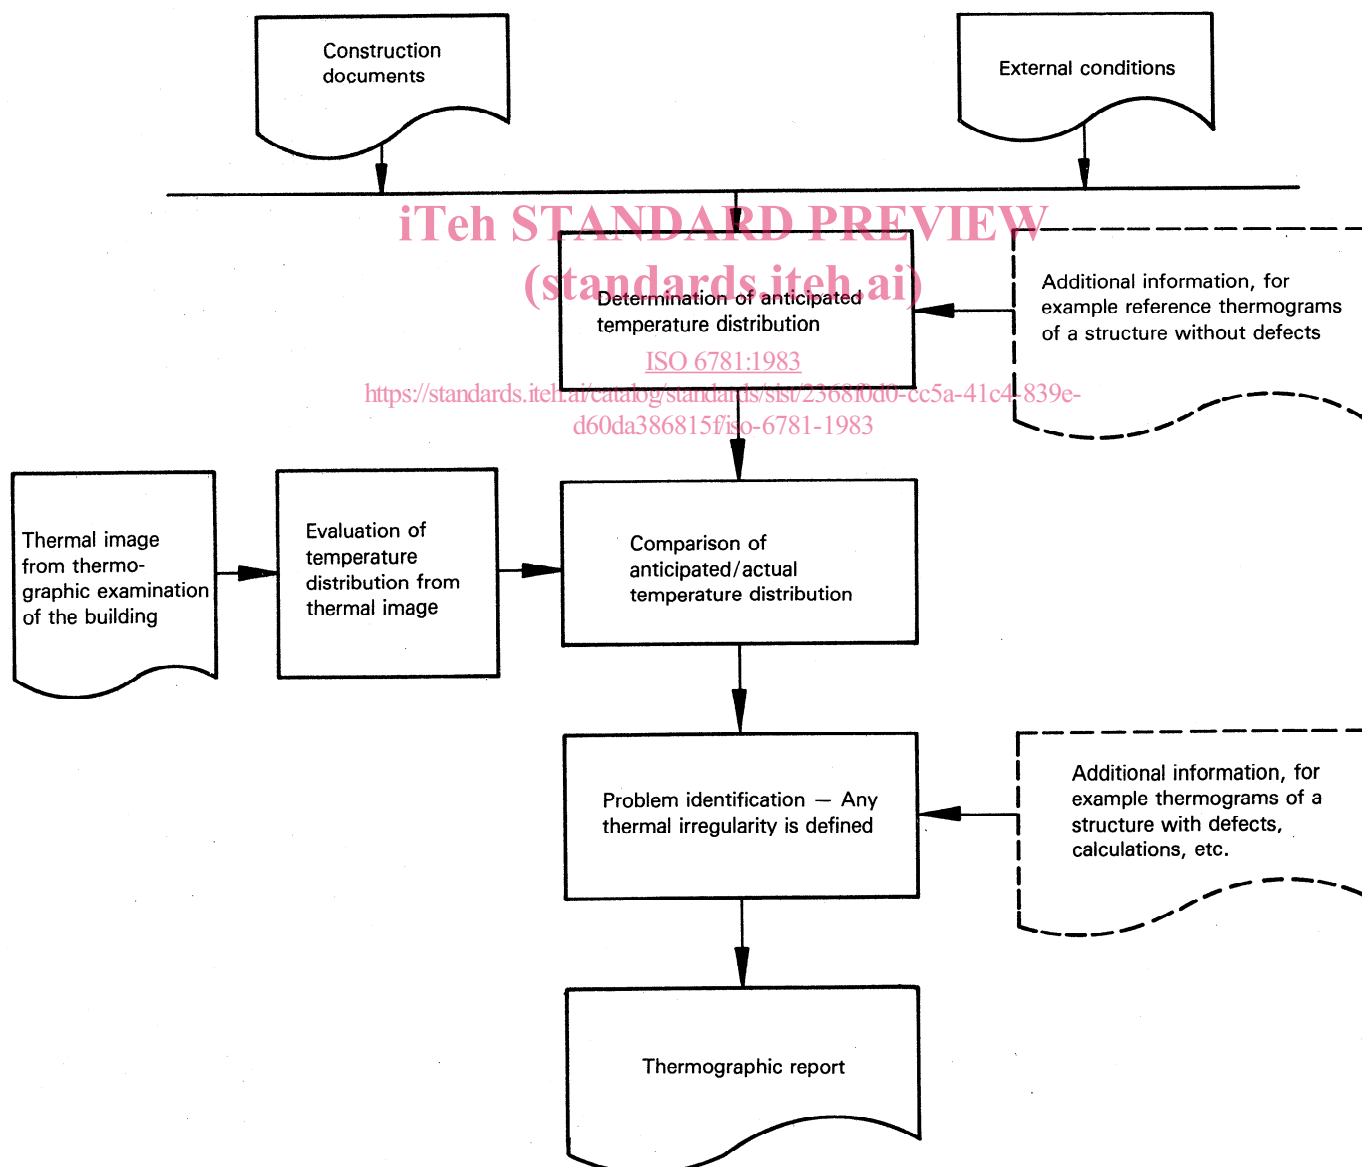 Construction
documents
External conditions
iTeh STANDARD PREVIEW
(standards.iteh.ai)
Determination of anticipated
temperature distribution
Additional information, for
example reference thermograms
of a structure without defects
ISO 6781:1983
https://standards.iteh.ai/catalog/standards/sist/2368f0d0-cc5a-41c4-839e-
d60da386815f/iso-6781-1983
Thermal image
from thermo-
graphic examination
of the building
Evaluation of
temperature
distribution from
thermal image
Comparison of
anticipated/actual
temperature distribution
Problem identification — Any
thermal irregularity is defined
Additional information, for
example thermograms of a
structure with defects,
calculations, etc.
Thermographic report